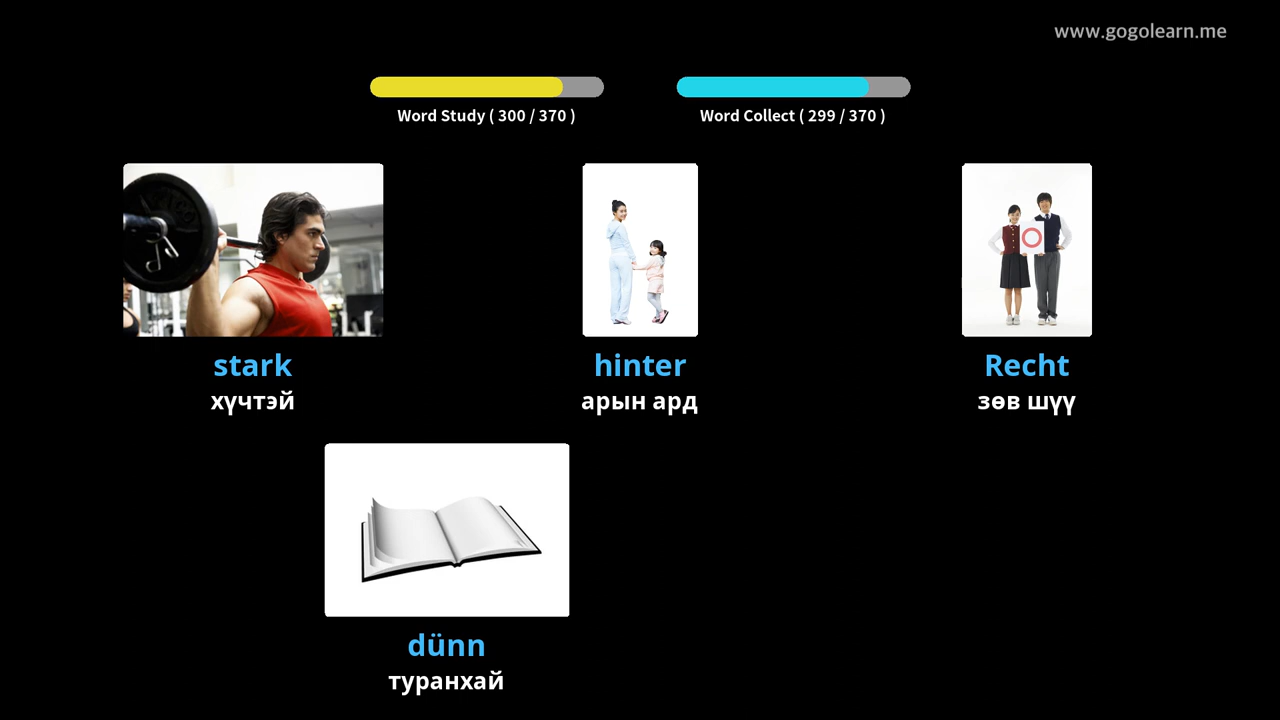 www.gogolearn.me
Word Study ( 300 / 370 )
Word Collect ( 299 / 370 )
stark
хүчтэй
hinter
арын ард
Recht
зөв шүү
dünn
туранхай